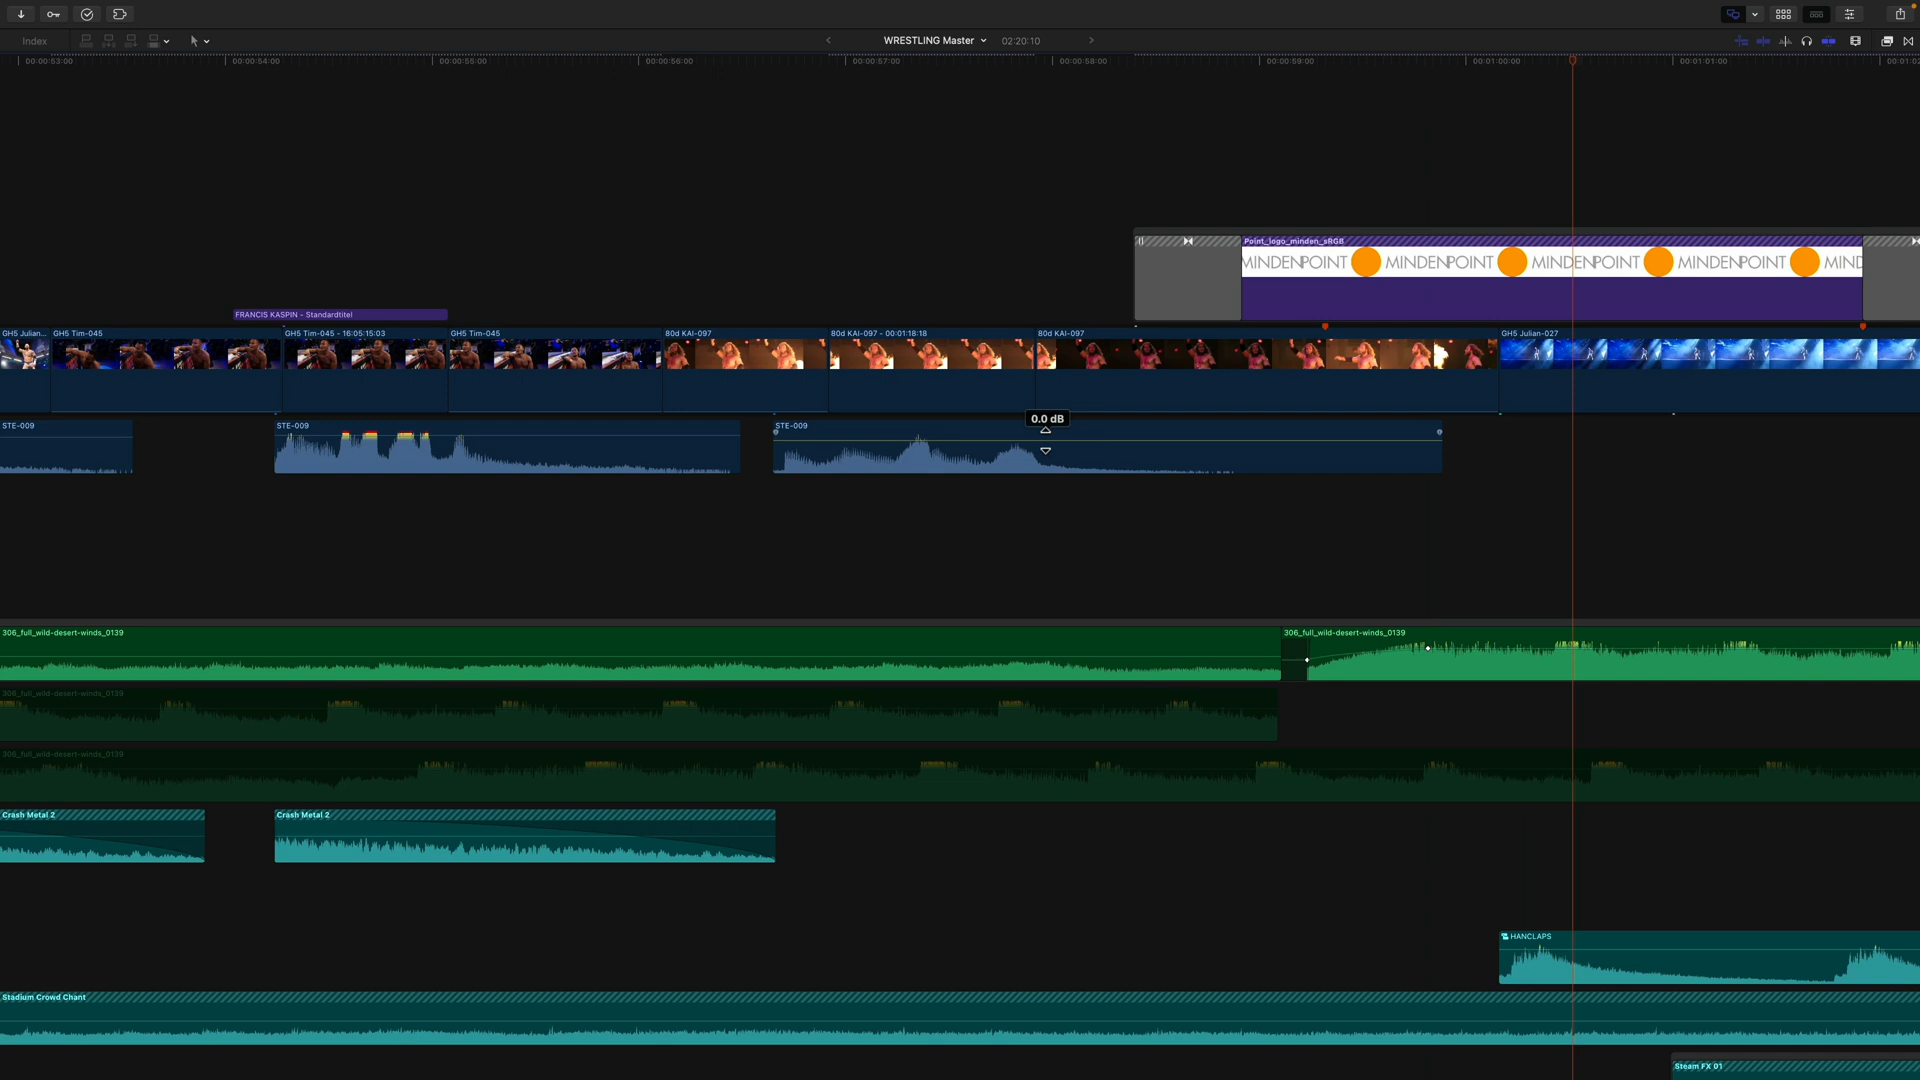 Index
WRESTLING Master
02:20:10
00:00:53:00
00:00:54:00
00:00:55:00
00:00:56:00
00:00:57:00
00:00:58:00
00:00:59:00
00:01:00:00
00:01:01:00
00:01:02
Point_logo_minden_sRGB
MINDENPOINT MINDENPOINT MINDENPOINT MINDENPOINT MIND
FRANCIS KASPIN - Standardtitel
GH5 Julian...
GH5 Tim-045
GH5 Tim-045 - 16:05:15:03
GH5 Tim-045
80d KAI-097
80d KAI-097 - 00:01:18:18
80d KAI-097
GH5 Julian-027
0.0 dB
STE-009
STE-009
STE-009
306_full_wild-desert-winds_0139
306_full_wild-desert-winds_0139
306_full_wild-desert-winds_0139
306_full_wild-desert-winds_0139
Crash Metal 2
Crash Metal 2
HANCLAPS
Stadium Crowd Chant
Steam FX 01